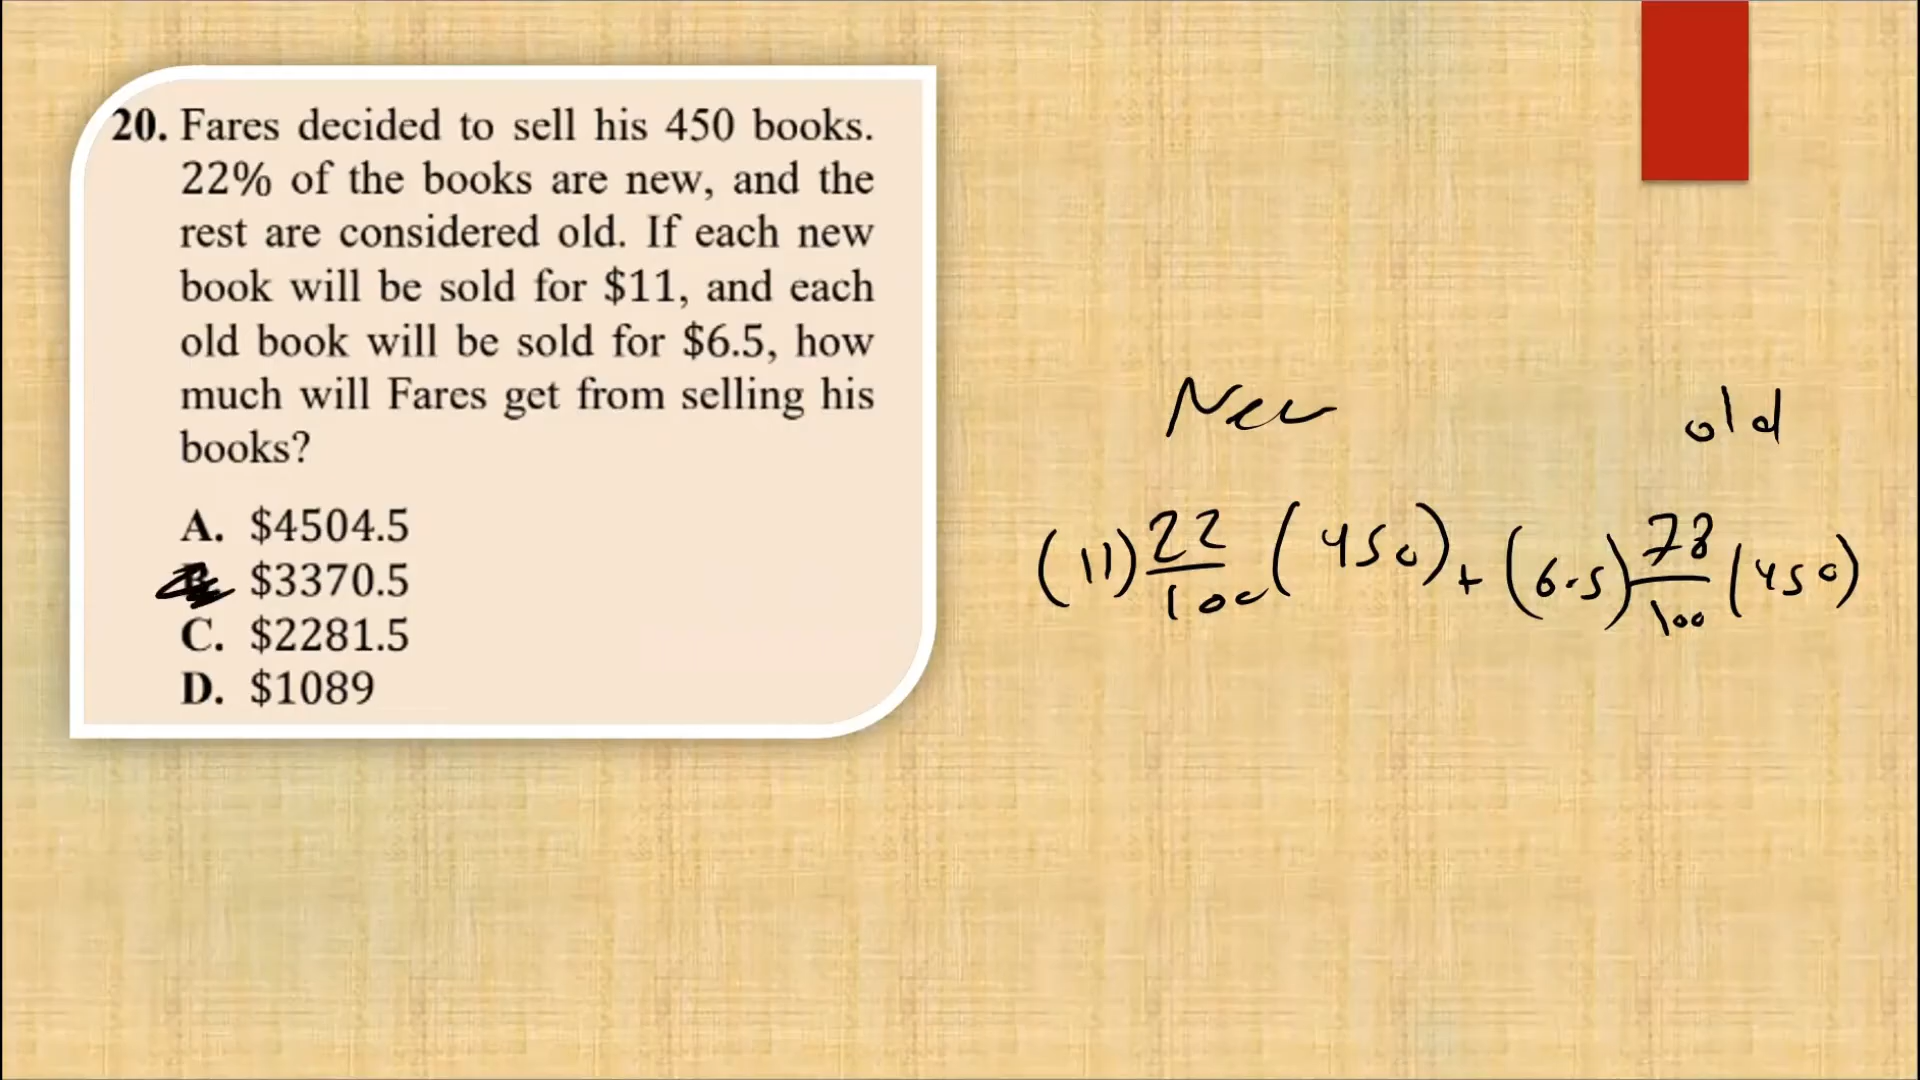 20. Fares decided to sell his 450 books.
22% of the books are new, and the
rest are considered old. If each new
book will be sold for $11, and each
old book will be sold for $6.5, how
much will Fares get from selling his
books?
A. $4504.5
$3370.5
C. $2281.5
D. $1089
New old
(11) 22/100 (450) + (6.5) 78/100 (450)